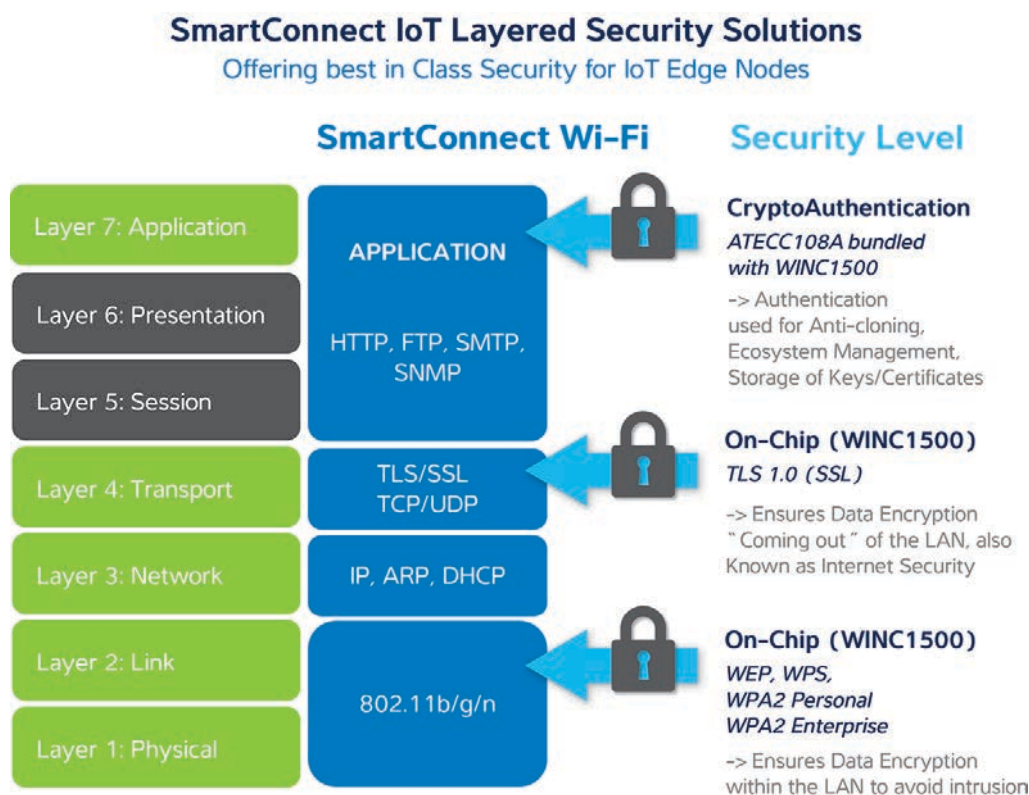 SmartConnect IoT Layered Security Solutions
Offering best in Class Security for IoT Edge Nodes
SmartConnect Wi-Fi
Security Level
Layer 7: Application
Layer 6: Presentation
Layer 5: Session
Layer 4: Transport
Layer 3: Network
Layer 2: Link
Layer 1: Physical
APPLICATION
HTTP, FTP, SMTP,
SNMP
TLS/SSL
TCP/UDP
IP, ARP, DHCP
802.11b/g/n
CryptoAuthentication
ATECC108A bundled
with WINC1500
-> Authentication
used for Anti-cloning,
Ecosystem Management,
Storage of Keys/Certificates
On-Chip (WINC1500)
TLS 1.0 (SSL)
-> Ensures Data Encryption
"Coming out" of the LAN, also
Known as Internet Security
On-Chip (WINC1500)
WEP, WPS,
WPA2 Personal
WPA2 Enterprise
-> Ensures Data Encryption
within the LAN to avoid intrusion